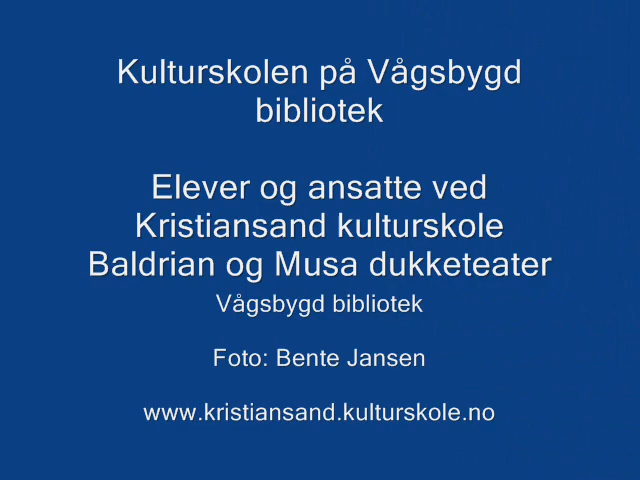 Kulturskolen på Vågsbygd
bibliotek
Elever og ansatte ved
Kristiansand kulturskole
Baldrian og Musa dukketeater
Vågsbygd bibliotek
Foto: Bente Jansen
www.kristiansand.kulturskole.no